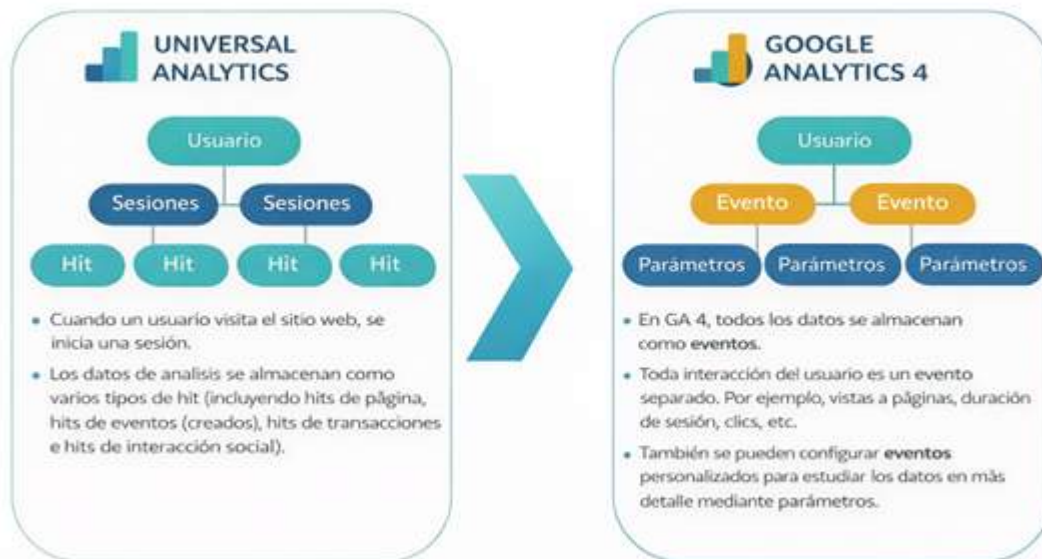 UNIVERSAL
ANALYTICS
Usuario
Sesiones Sesiones
Hit Hit Hit Hit
• Cuando un usuario visita el sitio web, se
inicia una sesión.
• Los datos de analisis se almacenan como
varios tipos de hit (incluyendo hits de página,
hits de eventos (creados), hits de transacciones
e hits de interacción social).
GOOGLE
ANALYTICS 4
Usuario
Evento Evento
Parámetros Parámetros Parámetros
• En GA 4, todos los datos se almacenan
como eventos.
• Toda interacción del usuario es un evento
separado. Por ejemplo, vistas a páginas, duración
de sesión, clics, etc.
• También se pueden configurar eventos
personalizados para estudiar los datos en más
detalle mediante parámetros.